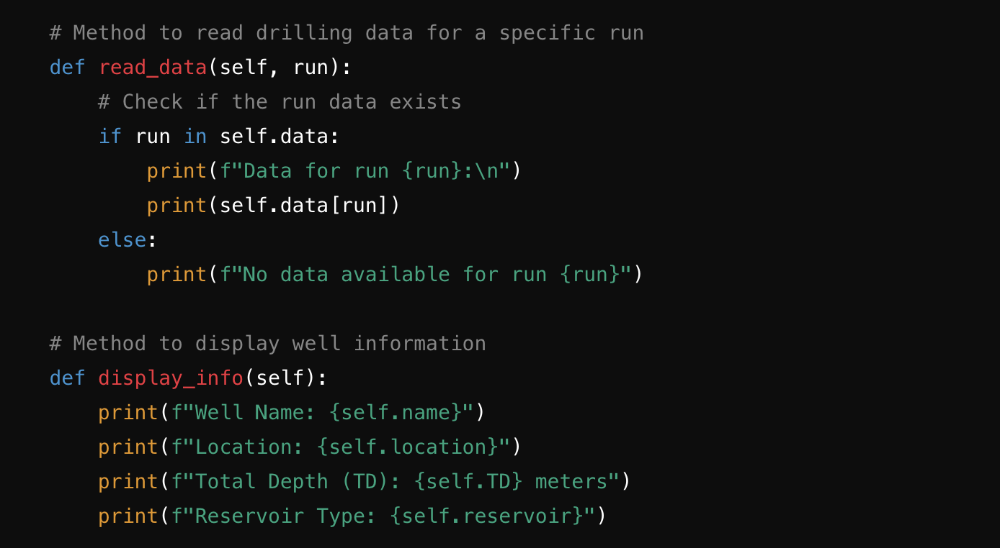 # Method to read drilling data for a specific run
def read_data(self, run):
    # Check if the run data exists
    if run in self.data:
        print(f"Data for run {run}:\n")
        print(self.data[run])
    else:
        print(f"No data available for run {run}")

# Method to display well information
def display_info(self):
    print(f"Well Name: {self.name}")
    print(f"Location: {self.location}")
    print(f"Total Depth (TD): {self.TD} meters")
    print(f"Reservoir Type: {self.reservoir}")